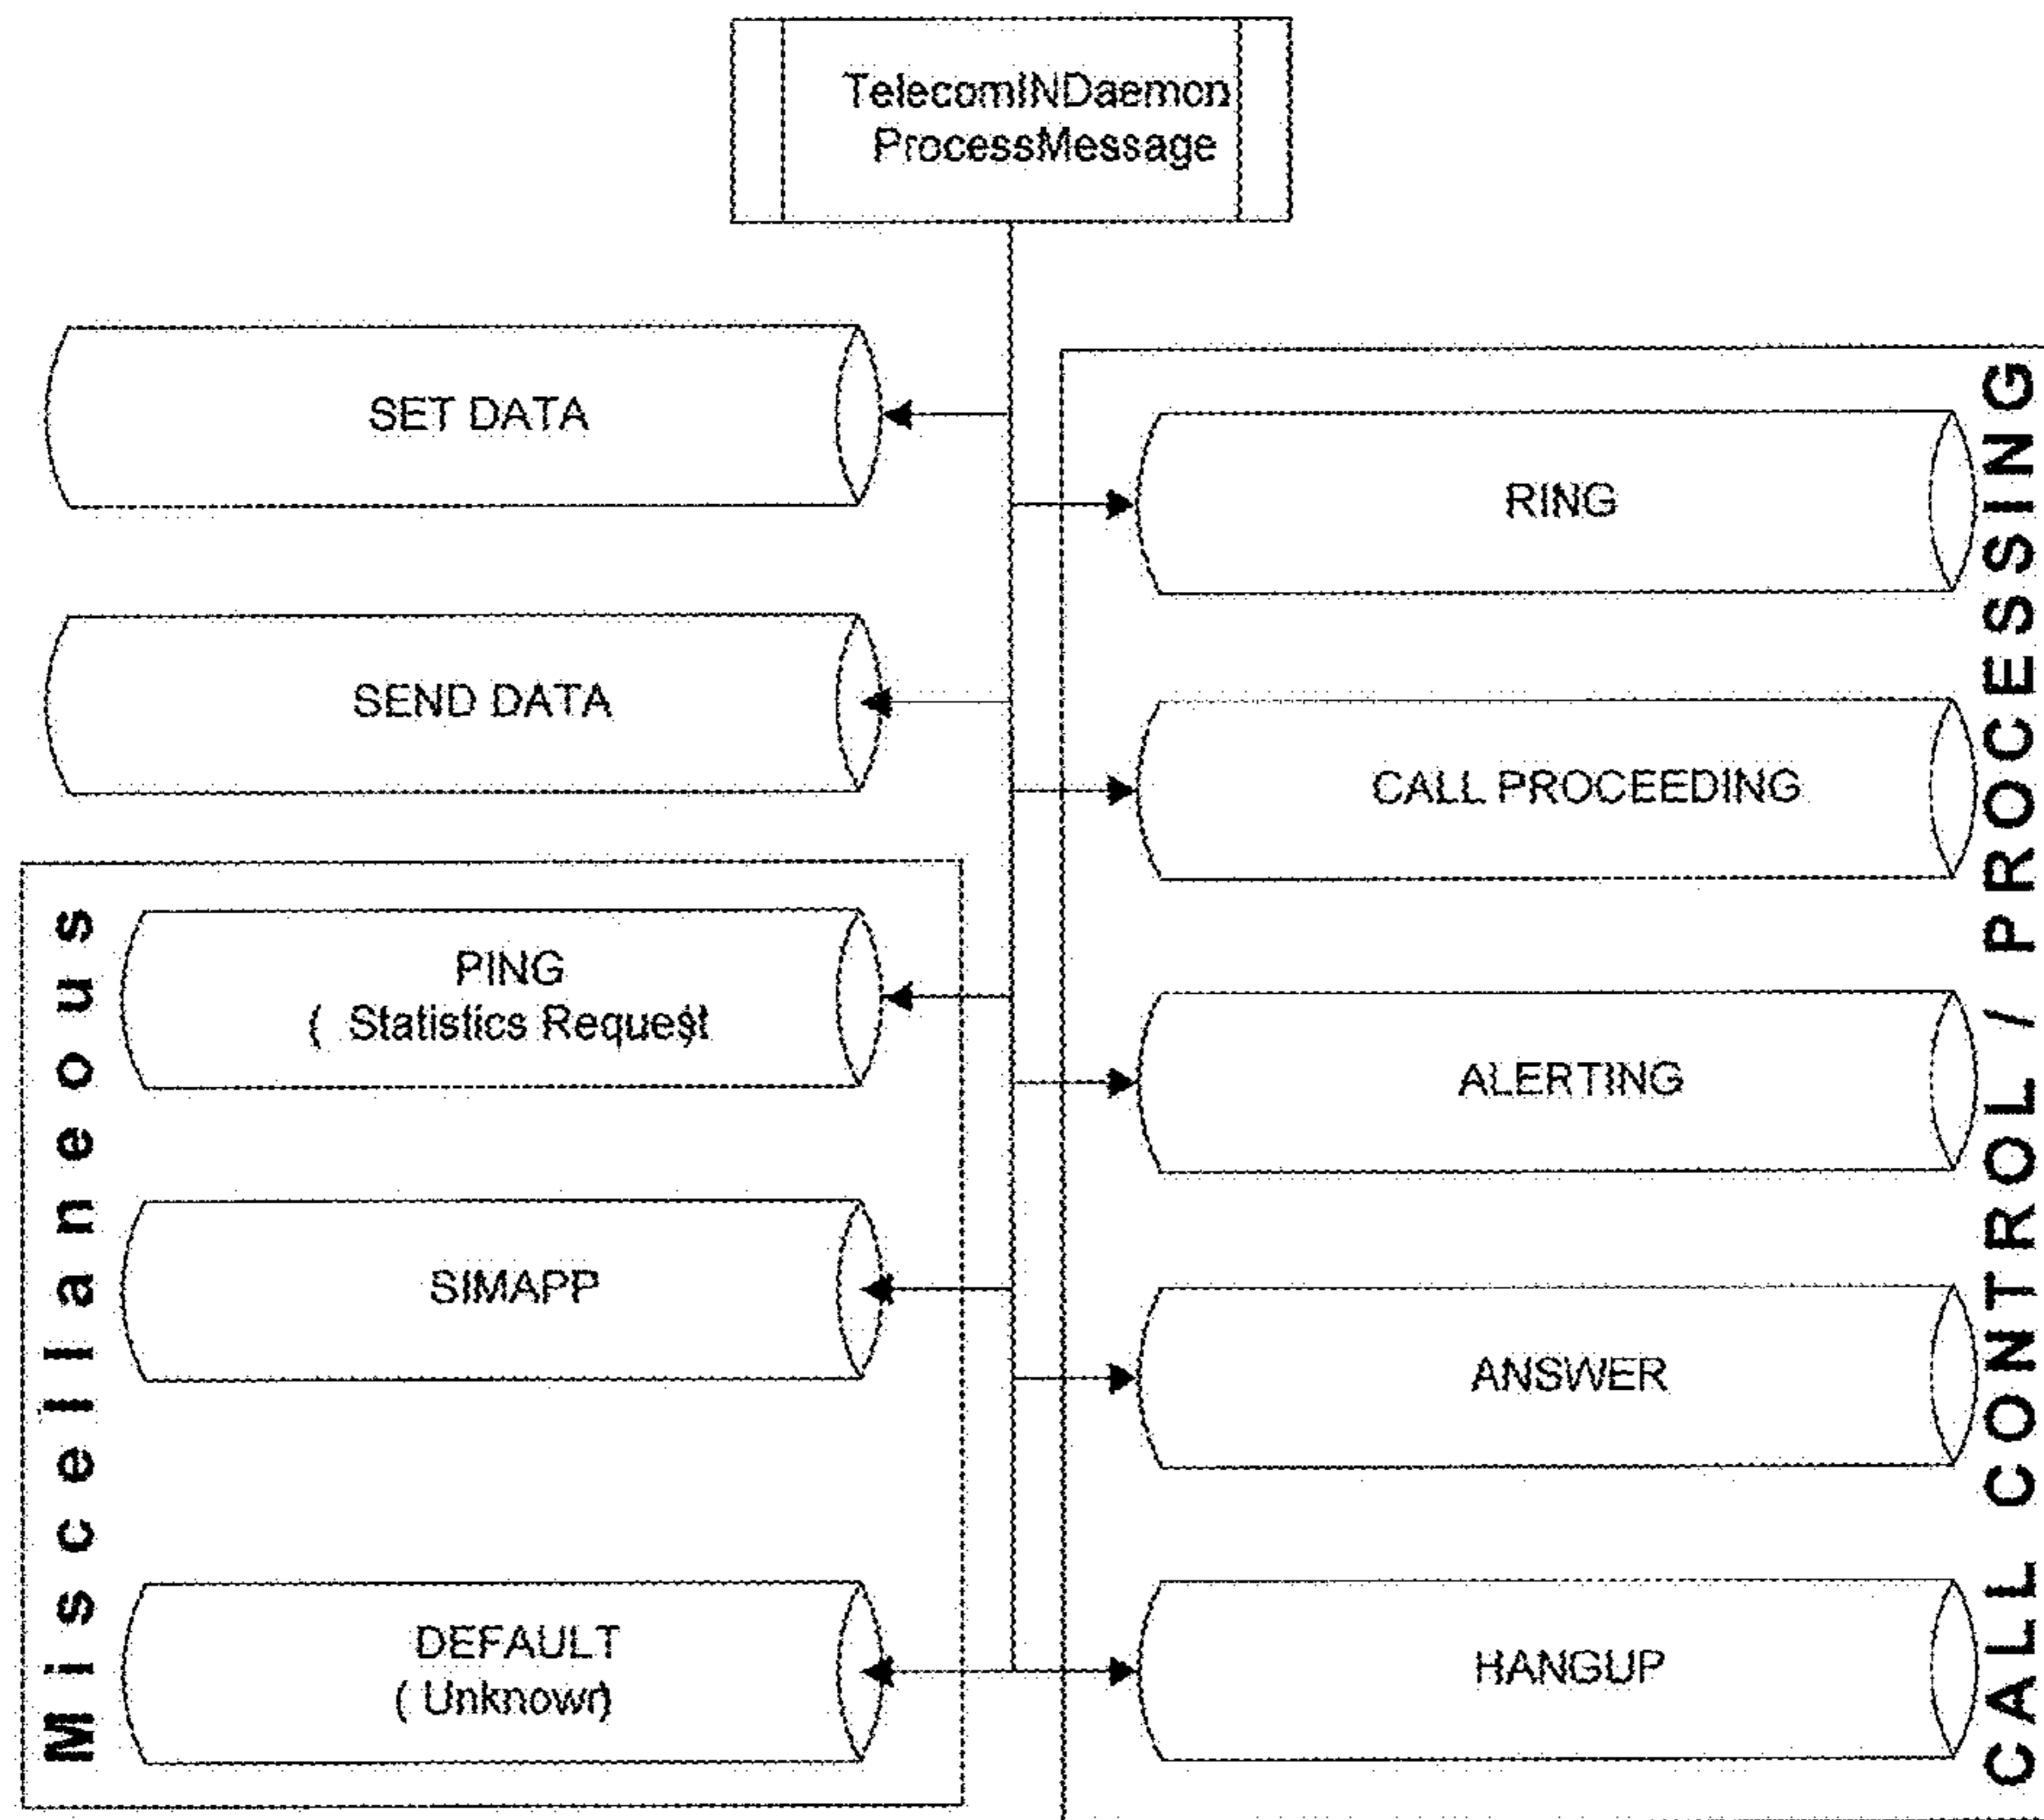 TelecomINDaemon
ProcessMessage
SET DATA
SEND DATA
Miscellaneous
PING
( Statistics Request)
SIMAPP
DEFAULT
( Unknown)
CALL CONTROL / PROCESSING
RING
CALL PROCEEDING
ALERTING
ANSWER
HANGUP